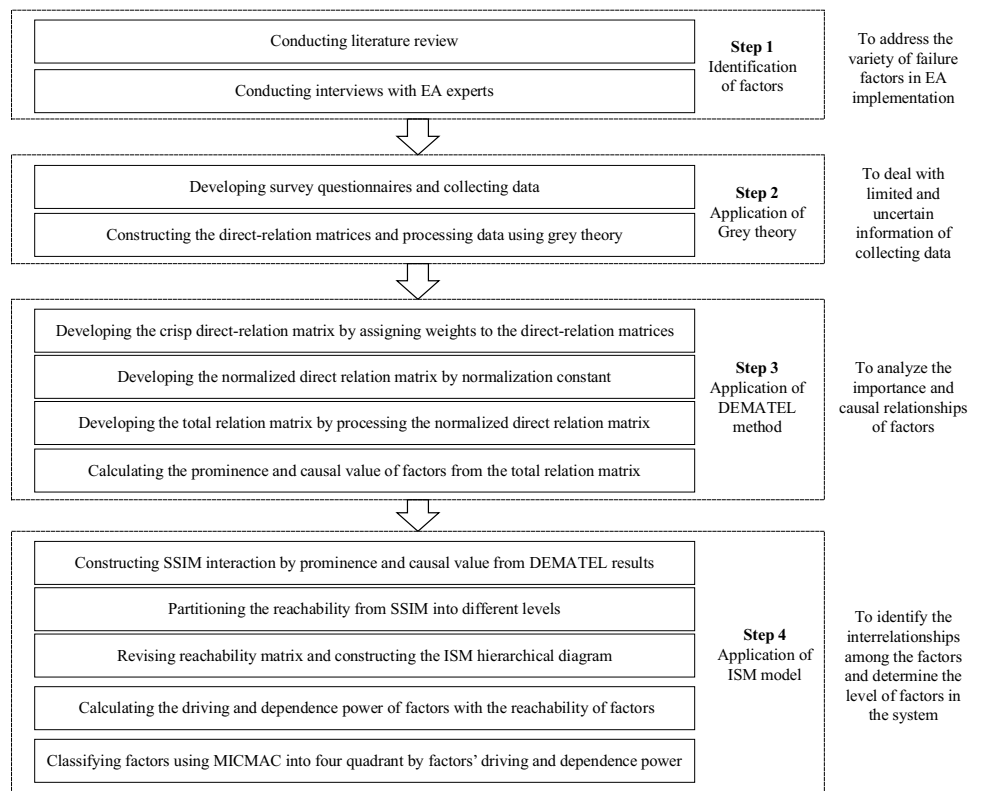 Conducting literature review
Conducting interviews with EA experts
Step 1
Identification
of factors
To address the
variety of failure
factors in EA
implementation
Developing survey questionnaires and collecting data
Constructing the direct-relation matrices and processing data using grey theory
Step 2
Application of
Grey theory
To deal with
limited and
uncertain
information of
collecting data
Developing the crisp direct-relation matrix by assigning weights to the direct-relation matrices
Developing the normalized direct relation matrix by normalization constant
Developing the total relation matrix by processing the normalized direct relation matrix
Calculating the prominence and causal value of factors from the total relation matrix
Step 3
Application of
DEMATEL
method
To analyze the
importance and
causal relationships
of factors
Constructing SSIM interaction by prominence and causal value from DEMATEL results
Partitioning the reachability from SSIM into different levels
Revising reachability matrix and constructing the ISM hierarchical diagram
Calculating the driving and dependence power of factors with the reachability of factors
Classifying factors using MICMAC into four quadrant by factors’ driving and dependence power
Step 4
Application of
ISM model
To identify the
interrelationships
among the factors
and determine the
level of factors in
the system